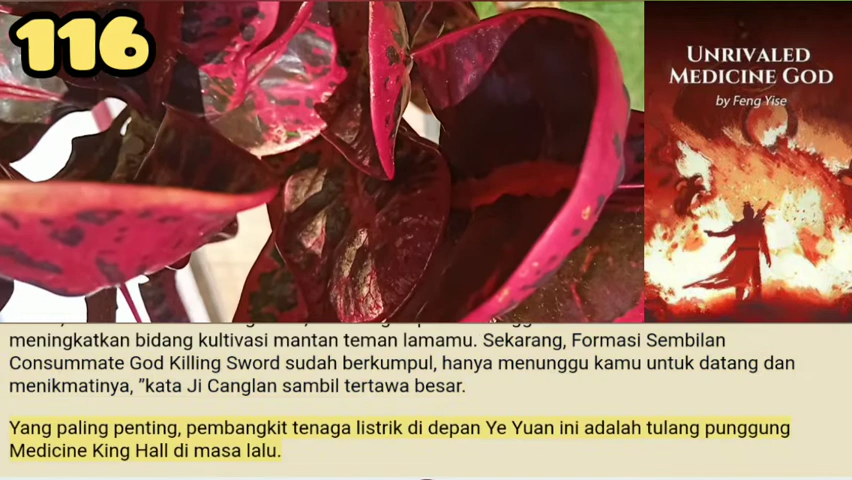 116
UNRIVALED
MEDICINE GOD
by Feng Yise
meningkatkan bidang kultivasi mantan teman lamamu. Sekarang, Formasi Sembilan
Consummate God Killing Sword sudah berkumpul, hanya menunggu kamu untuk datang dan
menikmatinya, ”kata Ji Canglan sambil tertawa besar.
Yang paling penting, pembangkit tenaga listrik di depan Ye Yuan ini adalah tulang punggung
Medicine King Hall di masa lalu.